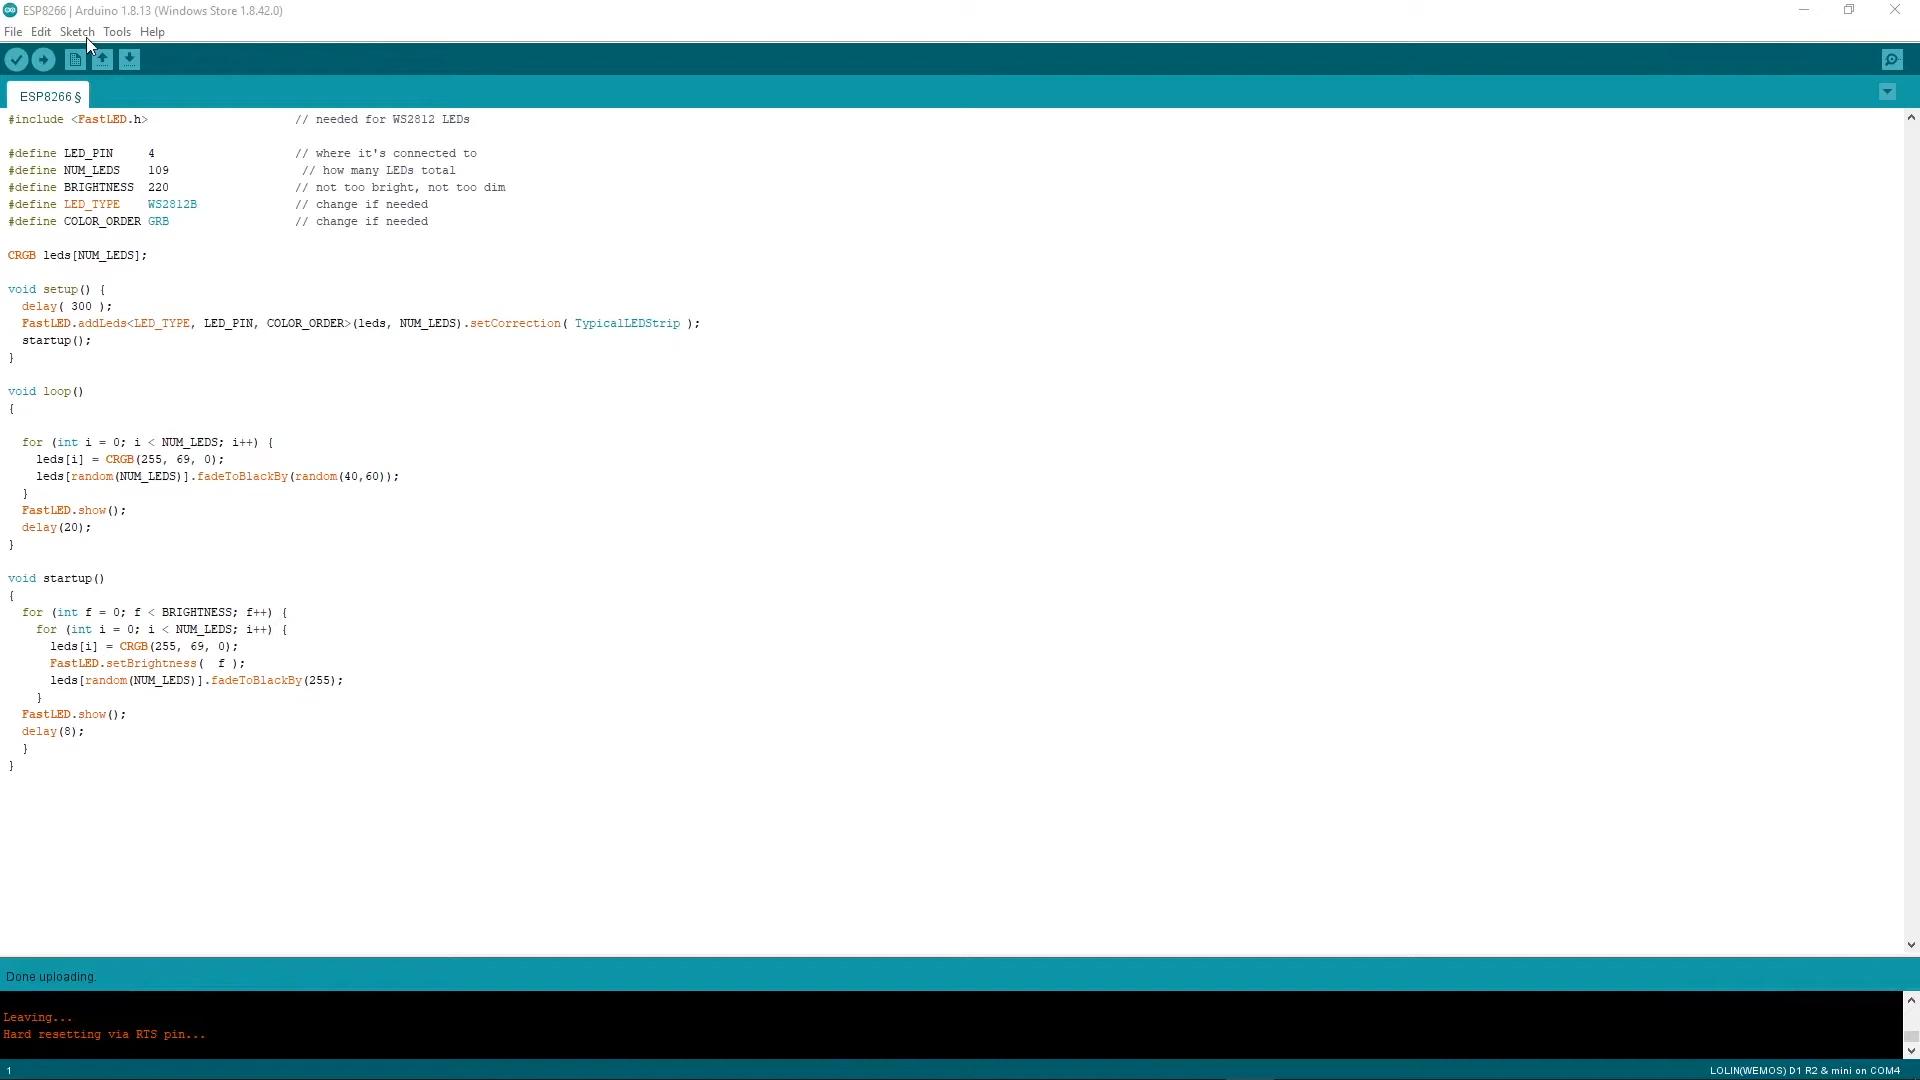 ESP8266 | Arduino 1.8.13 (Windows Store 1.8.42.0)
File Edit Sketch Tools Help
ESP8266 §
#include <FastLED.h> // needed for WS2812 LEDs
#define LED_PIN 4 // where it's connected to
#define NUM_LEDS 109 // how many LEDs total
#define BRIGHTNESS 220 // not too bright, not too dim
#define LED_TYPE WS2812B // change if needed
#define COLOR_ORDER GRB // change if needed
CRGB leds[NUM_LEDS];
void setup() {
delay( 300 );
FastLED.addLeds<LED_TYPE, LED_PIN, COLOR_ORDER>(leds, NUM_LEDS).setCorrection( TypicalLEDStrip );
startup();
}
void loop()
{
for (int i = 0; i < NUM_LEDS; i++) {
leds[i] = CRGB(255, 69, 0);
leds[random(NUM_LEDS)].fadeToBlackBy(random(40,60));
}
FastLED.show();
delay(20);
}
void startup()
{
for (int f = 0; f < BRIGHTNESS; f++) {
for (int i = 0; i < NUM_LEDS; i++) {
leds[i] = CRGB(255, 69, 0);
FastLED.setBrightness(  f );
leds[random(NUM_LEDS)].fadeToBlackBy(255);
}
FastLED.show();
delay(8);
}
}
Done uploading.
Leaving...
Hard resetting via RTS pin...
1 LOLIN(WEMOS) D1 R2 & mini on COM4